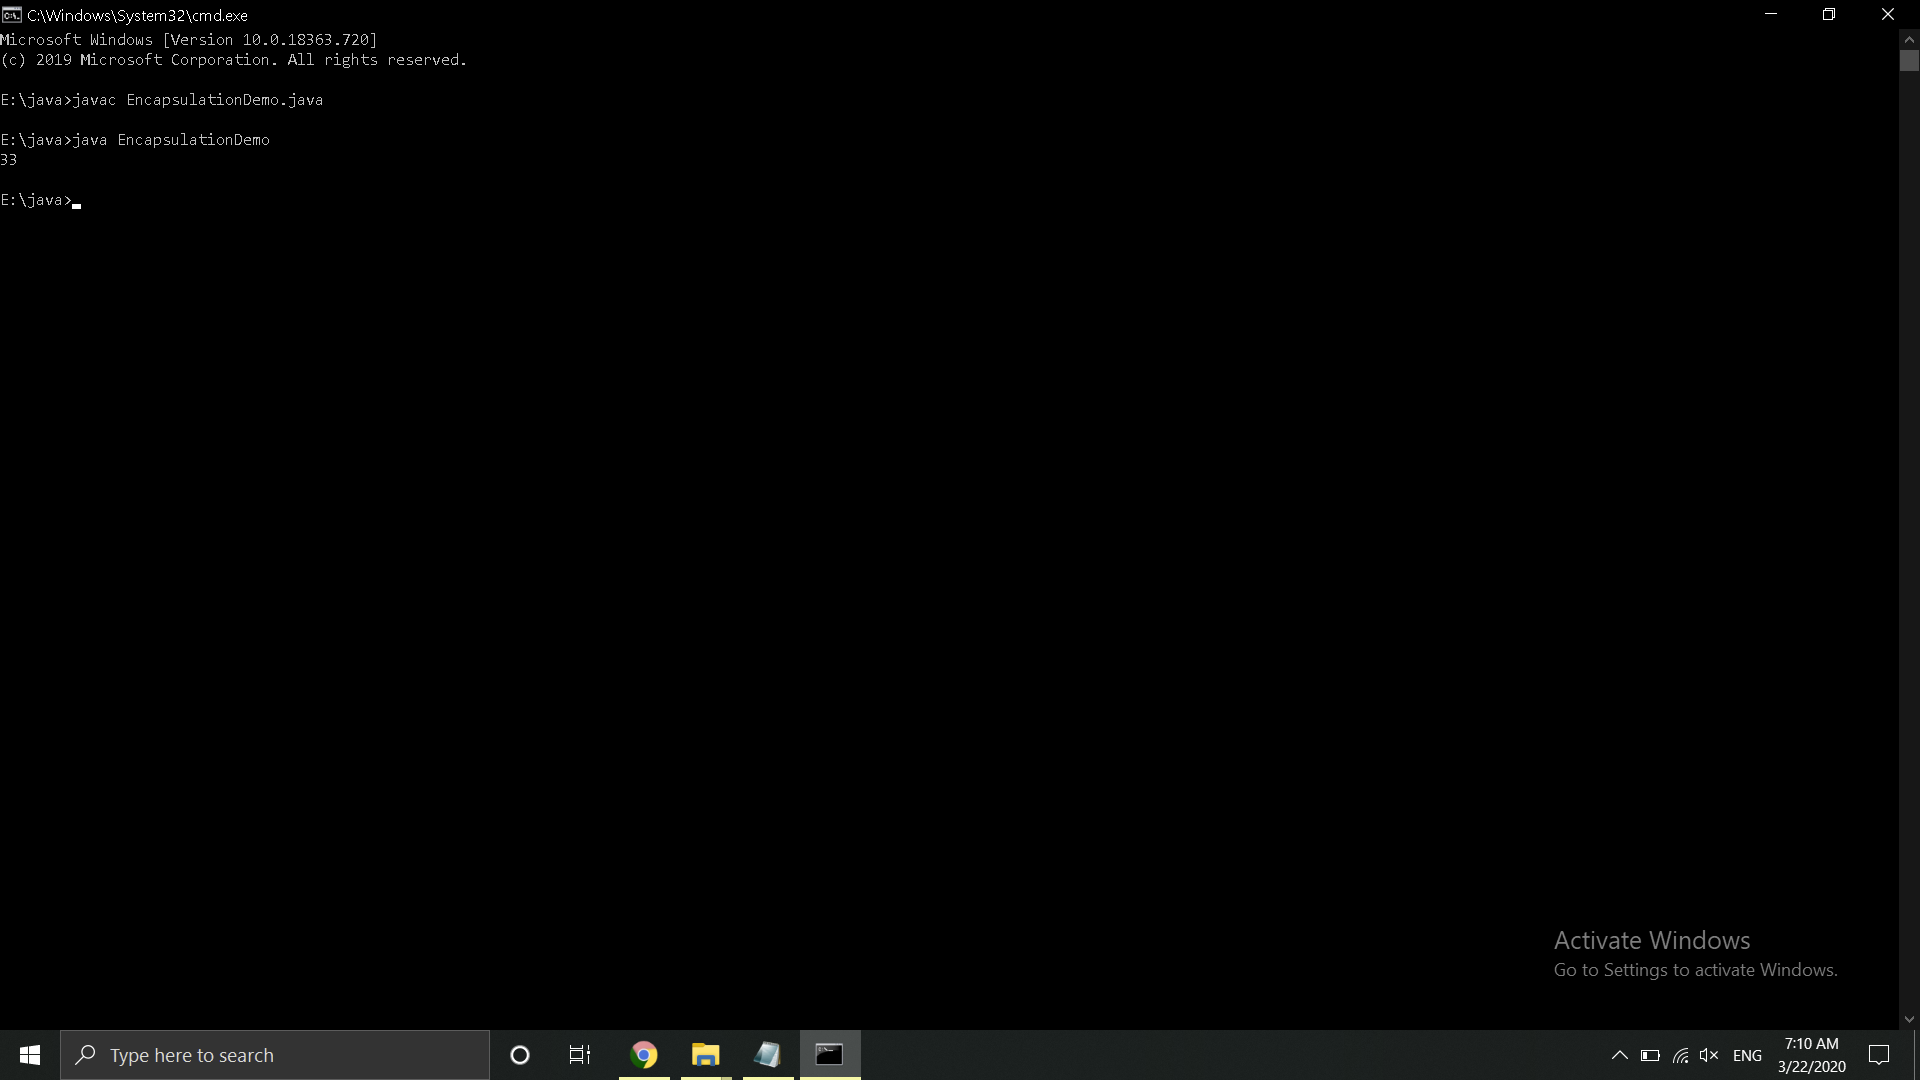 C:\Windows\System32\cmd.exe
Microsoft Windows [Version 10.0.18363.720]
(c) 2019 Microsoft Corporation. All rights reserved.
E:\java>javac EncapsulationDemo.java
E:\java>java EncapsulationDemo
33
E:\java>
Activate Windows
Go to Settings to activate Windows.
Type here to search
ENG
7:10 AM
3/22/2020